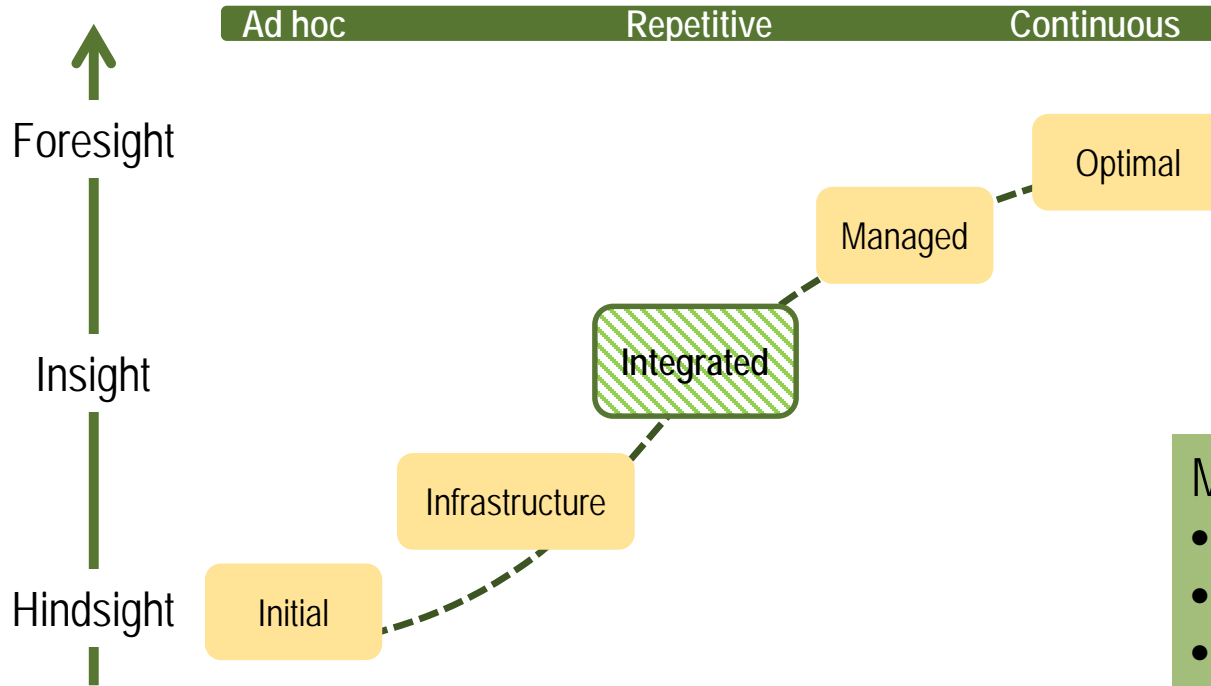 Ad hoc Repetitive Continuous
Foresight
Optimal
Managed
Insight
Integrated
Infrastructure
Hindsight
Initial
M
•
•
•